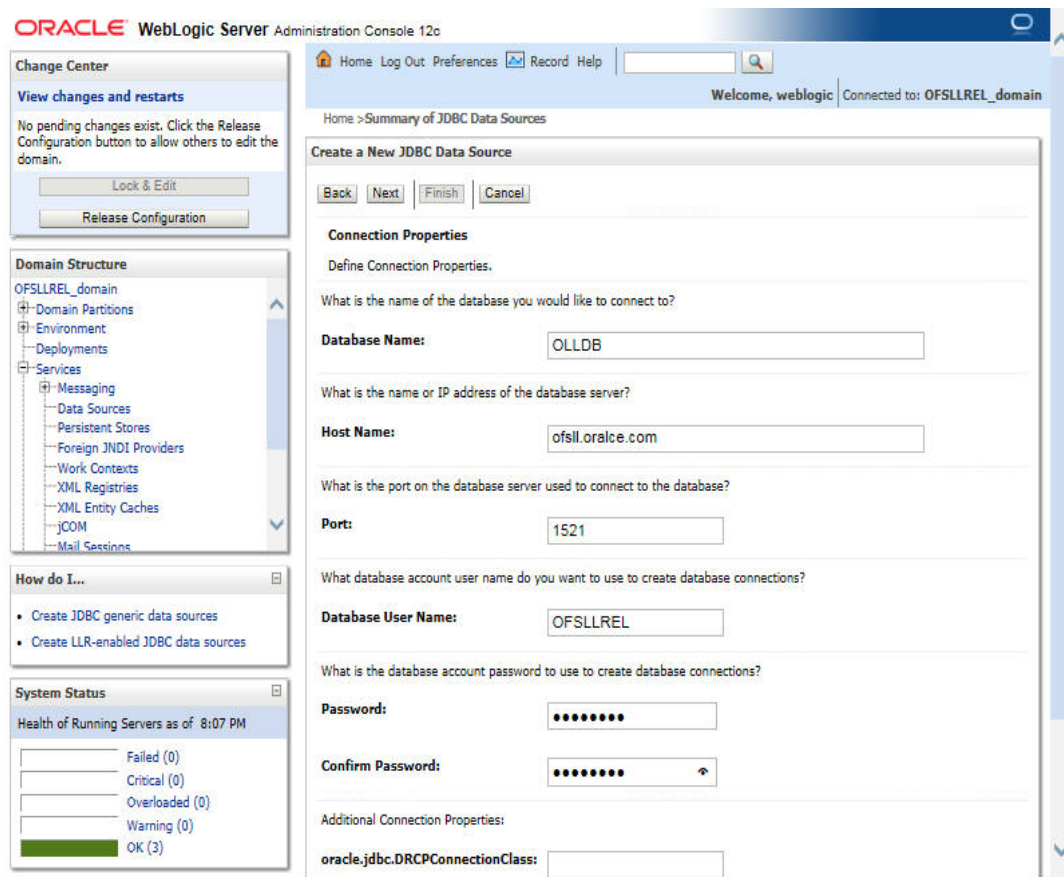 ORACLE WebLogic Server Administration Console 12c
Change Center
View changes and restarts
No pending changes exist. Click the Release
Configuration button to allow others to edit the
domain.
Lock & Edit
Release Configuration
Domain Structure
OFSLLREL_domain
Domain Partitions
Environment
Deployments
Services
Messaging
Data Sources
Persistent Stores
Foreign JNDI Providers
Work Contexts
XML Registries
XML Entity Caches
jCOM
Mail Sessions
How do I...
Create JDBC generic data sources
Create LLR-enabled JDBC data sources
System Status
Health of Running Servers as of 8:07 PM
Failed (0)
Critical (0)
Overloaded (0)
Warning (0)
OK (3)
Home Log Out Preferences Record Help
Welcome, weblogic Connected to: OFSLLREL_domain
Home >Summary of JDBC Data Sources
Create a New JDBC Data Source
Back Next Finish Cancel
Connection Properties
Define Connection Properties.
What is the name of the database you would like to connect to?
Database Name: OLLDB
What is the name or IP address of the database server?
Host Name: ofsll.oralce.com
What is the port on the database server used to connect to the database?
Port: 1521
What database account user name do you want to use to create database connections?
Database User Name: OFSLLREL
What is the database account password to use to create database connections?
Password: ••••••••
Confirm Password: ••••••••
Additional Connection Properties:
oracle.jdbc.DRCPConnectionClass: